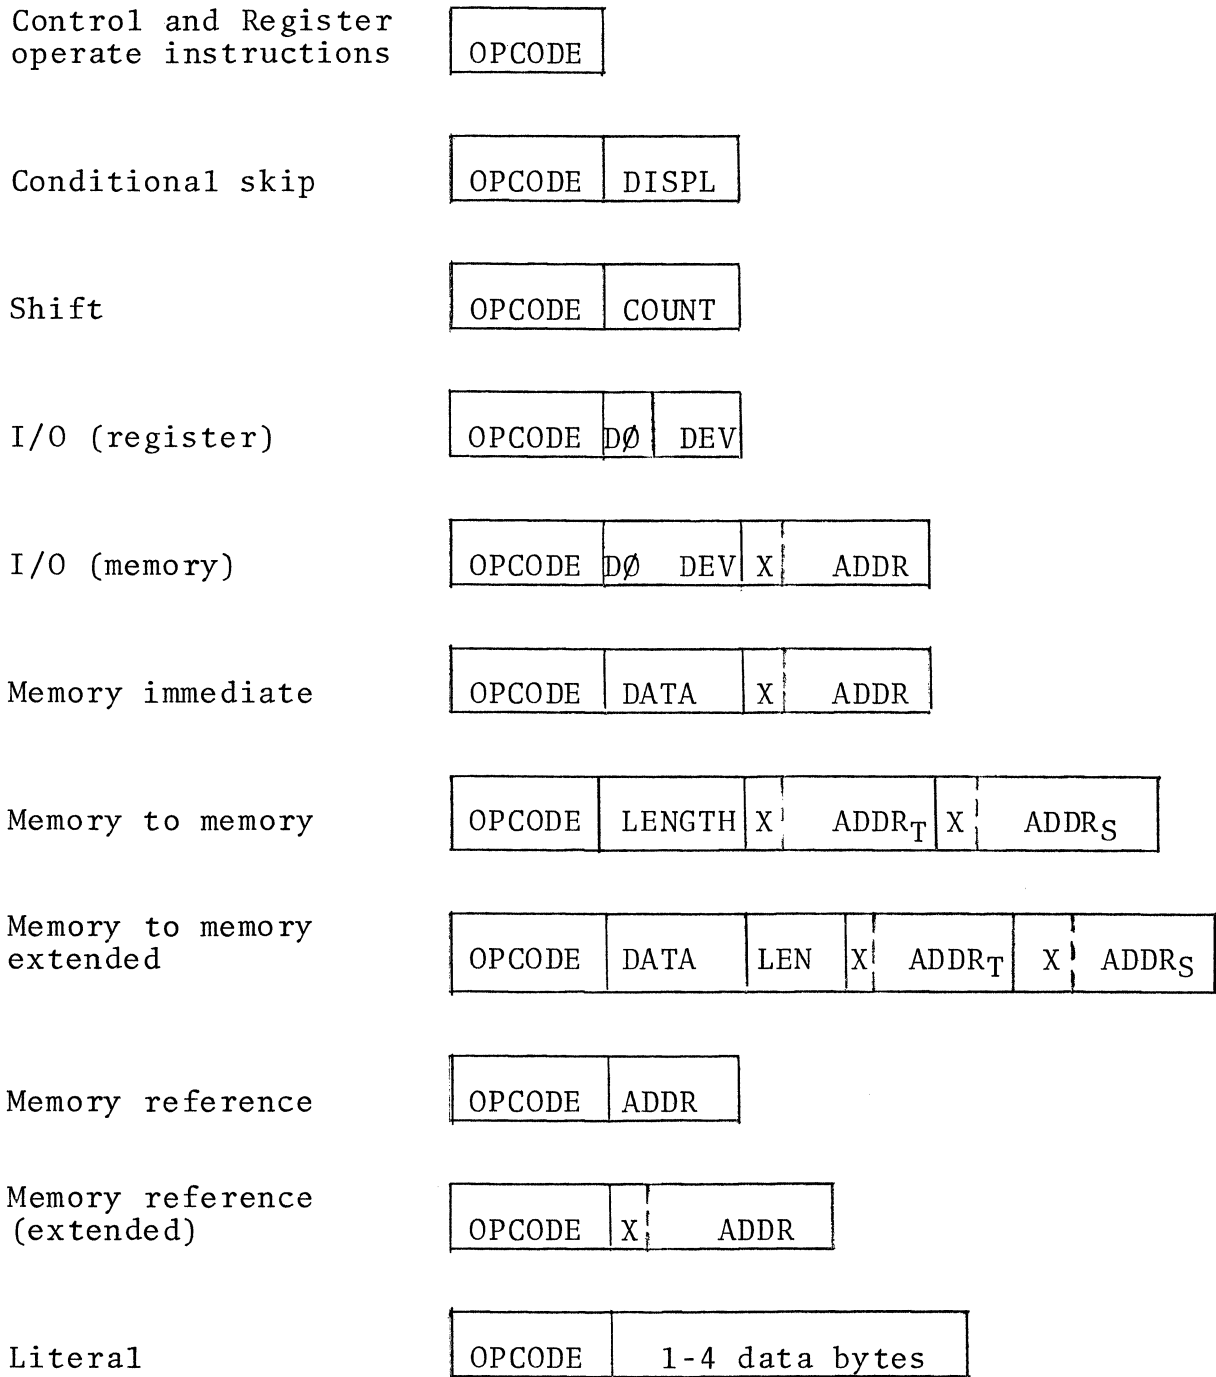 Control and Register
operate instructions OPCODE
Conditional skip OPCODE DISPL
Shift OPCODE COUNT
I/O (register) OPCODE DØ DEV
I/O (memory) OPCODE DØ DEV X ADDR
Memory immediate OPCODE DATA X ADDR
Memory to memory OPCODE LENGTH X ADDRT X ADDRS
Memory to memory
extended OPCODE DATA LEN X ADDRT X ADDRS
Memory reference OPCODE ADDR
Memory reference
(extended) OPCODE X ADDR
Literal OPCODE 1-4 data bytes